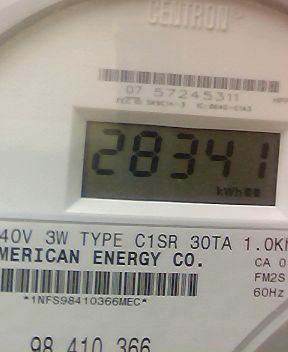 CENTRON®
07 57245311
28341
kWh
40V 3W TYPE C1SR 30TA 1.0Kh
MERICAN ENERGY CO.
CA 0
FM2S
60Hz
*1NFS98410366MEC*
98 410 366